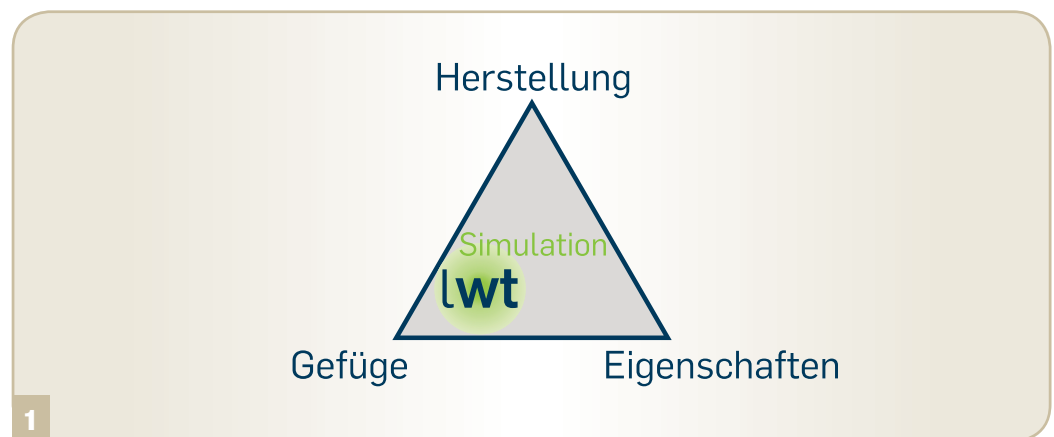 Herstellung
Simulation
lwt
Gefüge
Eigenschaften
1